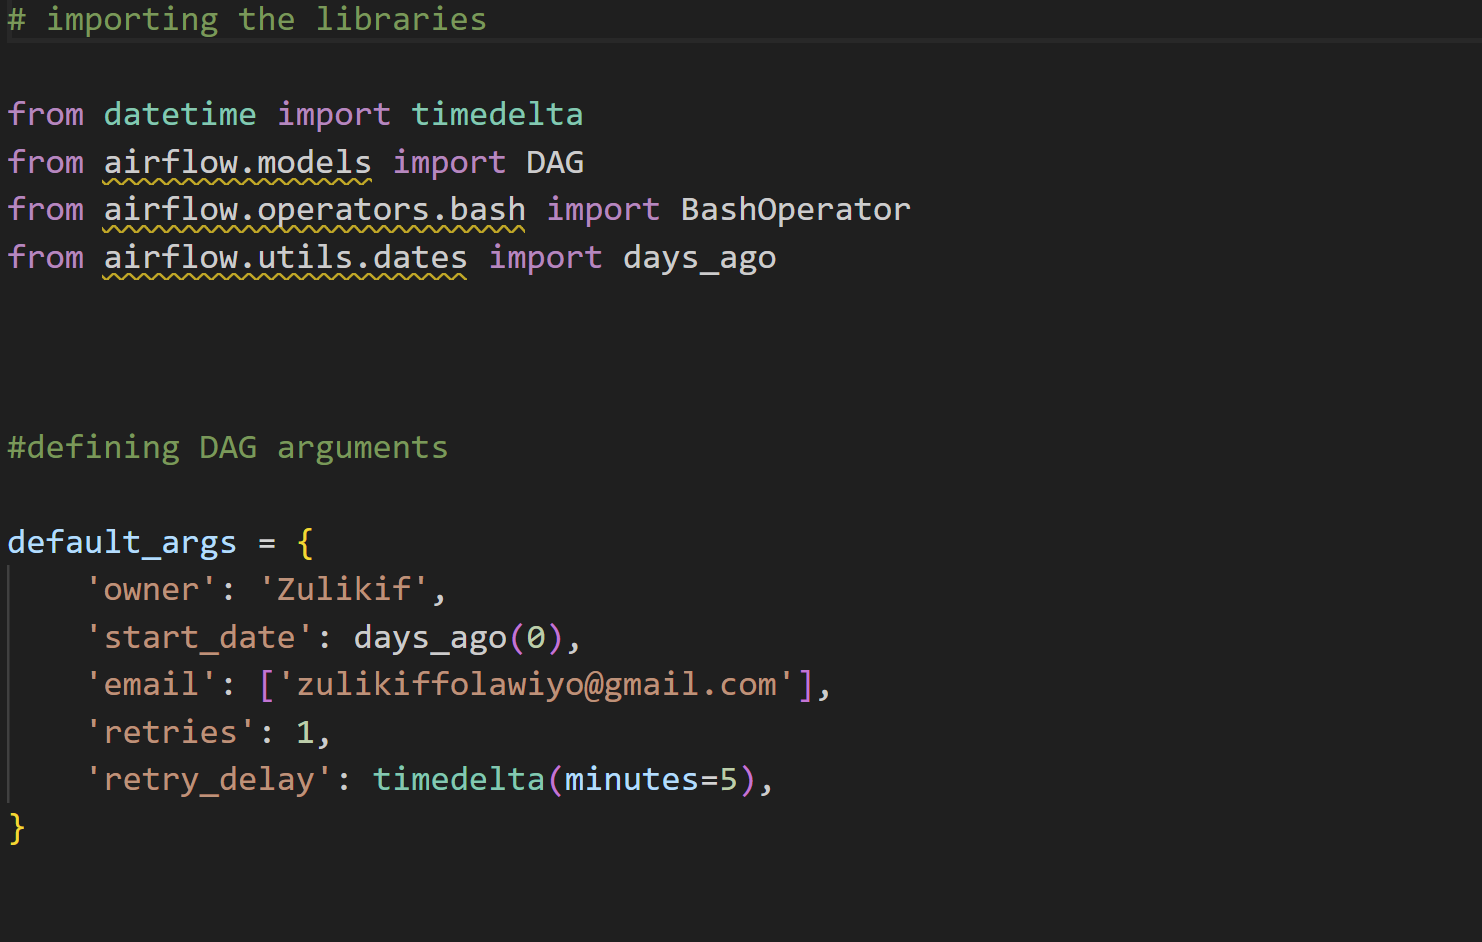 # importing the libraries
from datetime import timedelta
from airflow.models import DAG
from airflow.operators.bash import BashOperator
from airflow.utils.dates import days_ago
#defining DAG arguments
default_args = {
    'owner': 'Zulikif',
    'start_date': days_ago(0),
    'email': ['zulikiffolawiyo@gmail.com'],
    'retries': 1,
    'retry_delay': timedelta(minutes=5),
}